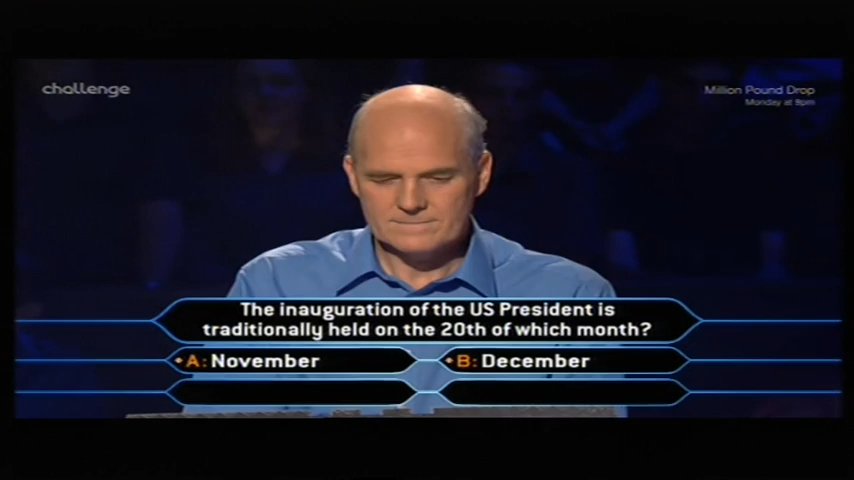 challenge
Million Pound Drop
Monday at 9pm
The inauguration of the US President is
traditionally held on the 20th of which month?
A: November
B: December